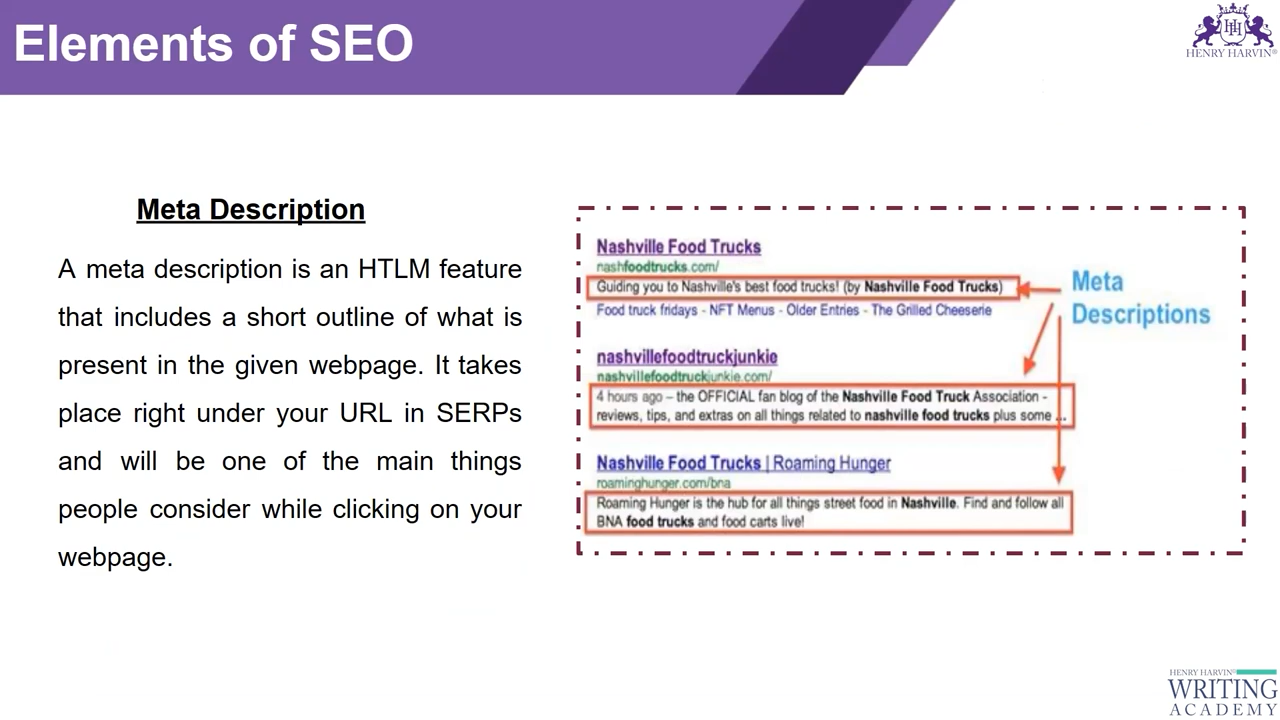 Elements of SEO
HENRY HARVIN®
Meta Description
A meta description is an HTLM feature
that includes a short outline of what is
present in the given webpage. It takes
place right under your URL in SERPs
and will be one of the main things
people consider while clicking on your
webpage.
Nashville Food Trucks
nashfoodtrucks.com/
Guiding you to Nashville's best food trucks! (by Nashville Food Trucks)
Food truck fridays - NFT Menus - Older Entries - The Grilled Cheeserie
nashvillefoodtruckjunkie
nashvillefoodtruckjunkie.com/
4 hours ago – the OFFICIAL fan blog of the Nashville Food Truck Association -
reviews, tips, and extras on all things related to nashville food trucks plus some ...
Nashville Food Trucks | Roaming Hunger
roaminghunger.com/bna
Roaming Hunger is the hub for all things street food in Nashville. Find and follow all
BNA food trucks and food carts live!
Meta
Descriptions
HENRY HARVIN®
WRITING
ACADEMY